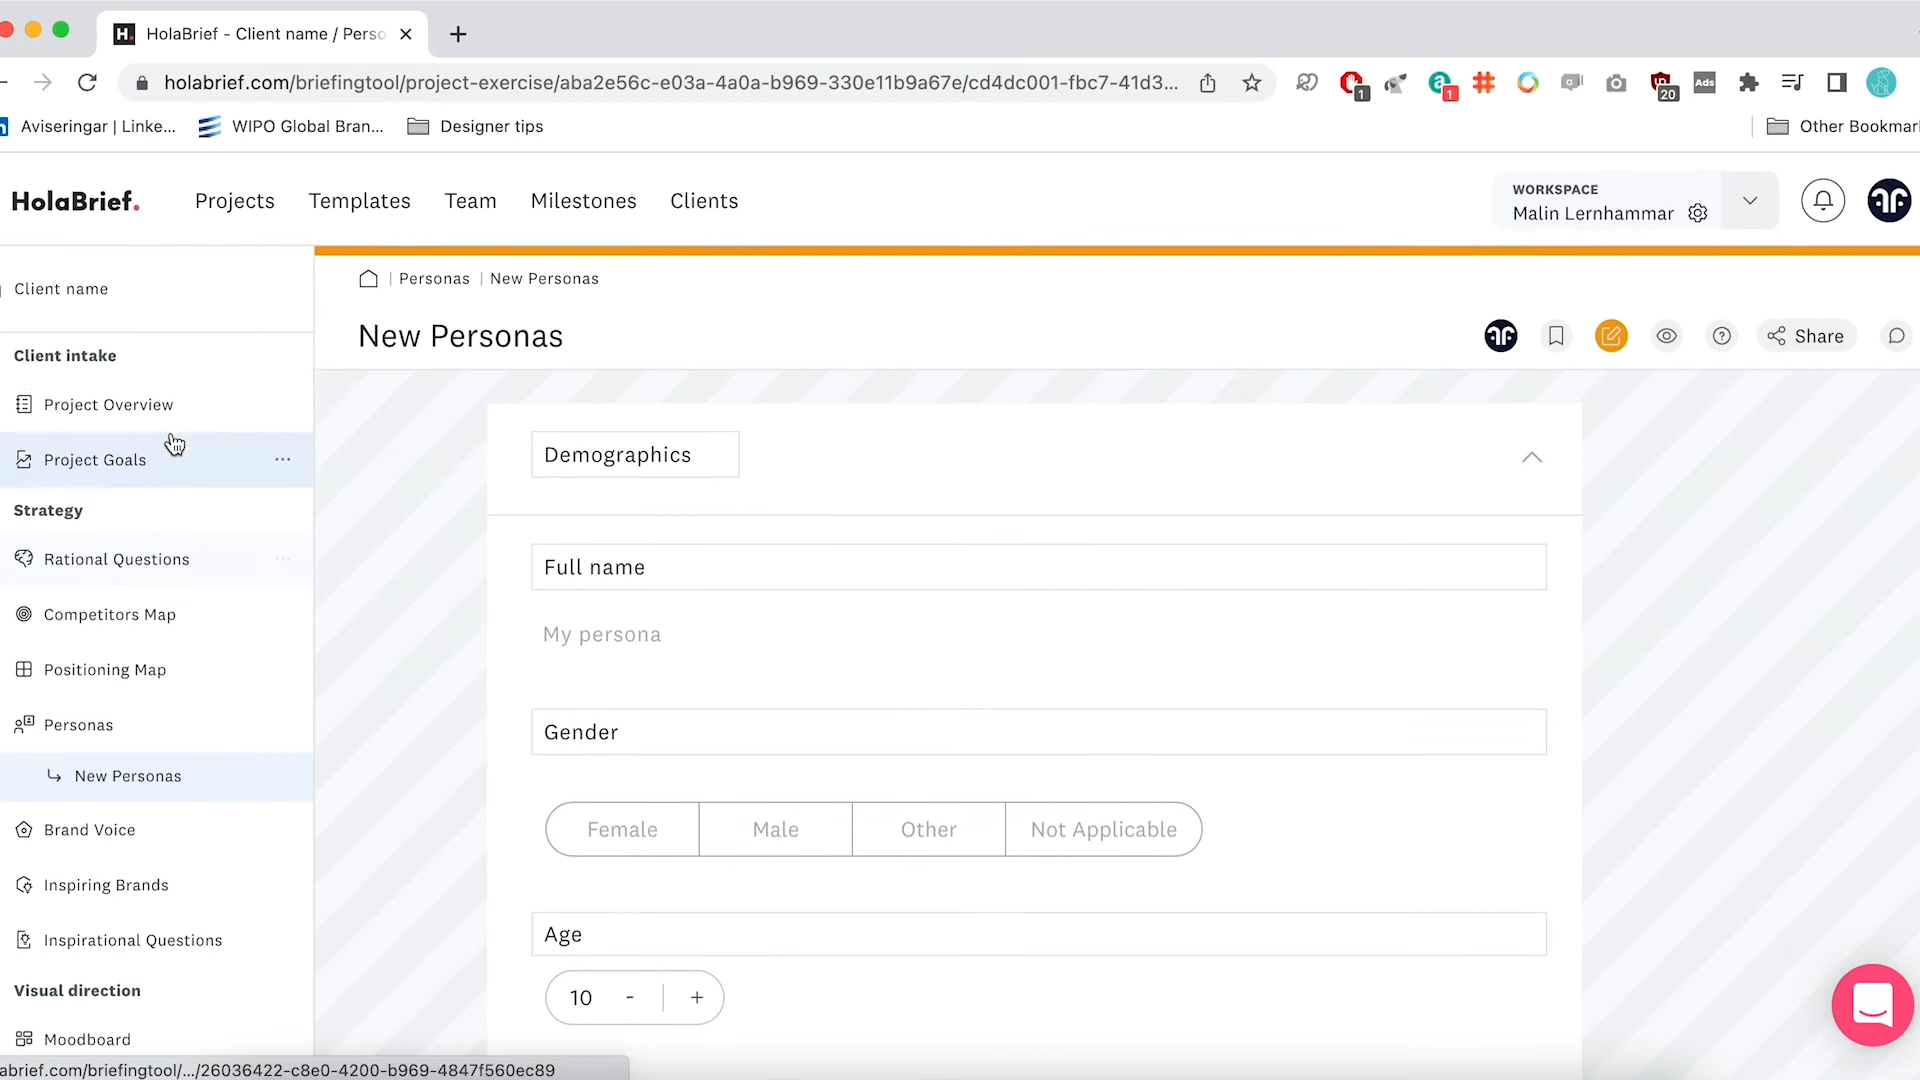 HolaBrief - Client name / Perso
holabrief.com/briefingtool/project-exercise/aba2e56c-e03a-4a0a-b969-330e11b9a67e/cd4dc001-fbc7-41d3...
1
1
20
Ads
Aviseringar | Linke...
WIPO Global Bran...
Designer tips
Other Bookmar
HolaBrief.
Projects
Templates
Team
Milestones
Clients
WORKSPACE
Malin Lernhammar
Client name
Client intake
Project Overview
Project Goals
Strategy
Rational Questions
Competitors Map
Positioning Map
Personas
New Personas
Brand Voice
Inspiring Brands
Inspirational Questions
Visual direction
Moodboard
abrief.com/briefingtool/.../26036422-c8e0-4200-b969-4847f560ec89
Personas | New Personas
New Personas
Share
Demographics
Full name
My persona
Gender
Female
Male
Other
Not Applicable
Age
10 - | +